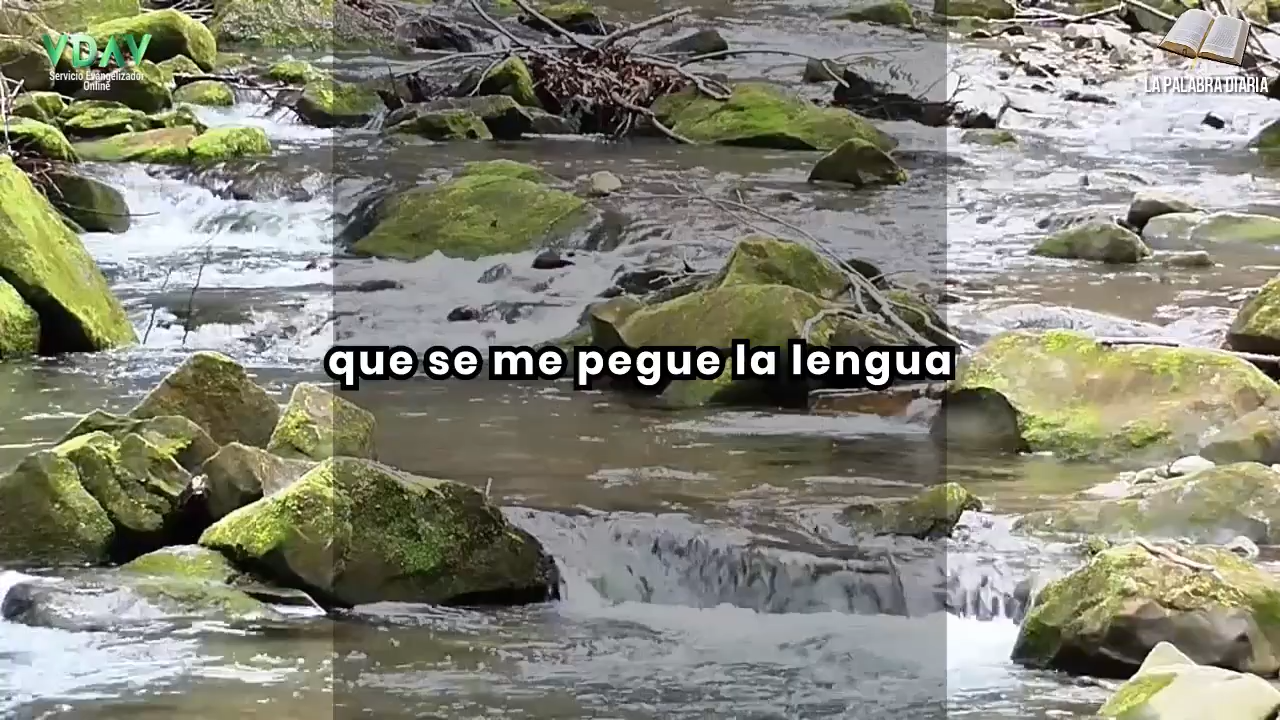 VDAV
Servicio Evangelizador
Online
LA PALABRA DIARIA
que se me pegue la lengua